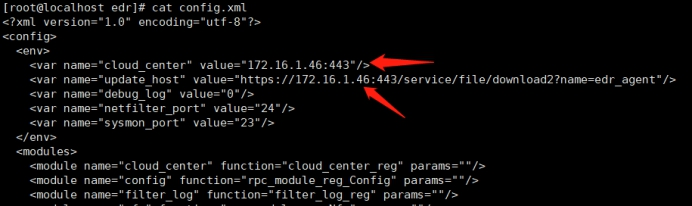 [root@localhost edr]# cat config.xml
<?xml version="1.0" encoding="utf-8"?>
<config>
  <env>
    <var name="cloud_center" value="172.16.1.46:443"/>
    <var name="update_host" value="https://172.16.1.46:443/service/file/download2?name=edr_agent"/>
    <var name="debug_log" value="0"/>
    <var name="netfilter_port" value="24"/>
    <var name="sysmon_port" value="23"/>
  </env>
  <modules>
    <module name="cloud_center" function="cloud_center_reg" params=""/>
    <module name="config" function="rpc_module_reg_Config" params=""/>
    <module name="filter_log" function="filter_log_reg" params=""/>